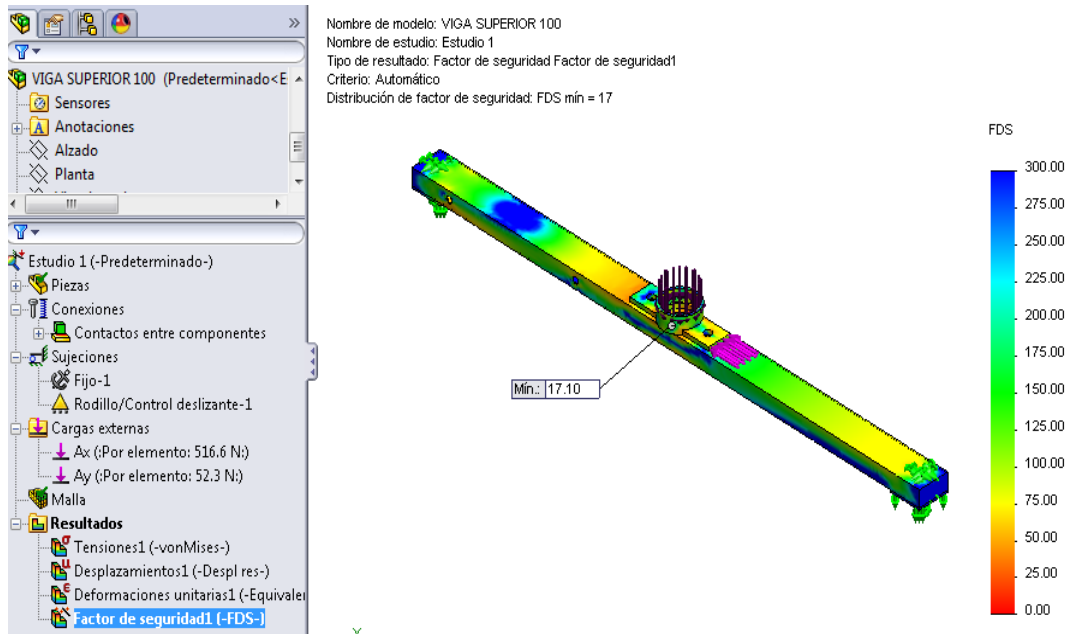 VIGA SUPERIOR 100 (Predeterminado<E
Sensores
Anotaciones
Alzado
Planta
Estudio 1 (-Predeterminado-)
Piezas
Conexiones
Contactos entre componentes
Sujeciones
Fijo-1
Rodillo/Control deslizante-1
Cargas externas
Ax (:Por elemento: 516.6 N:)
Ay (:Por elemento: 52.3 N:)
Malla
Resultados
Tensiones1 (-vonMises-)
Desplazamientos1 (-Despl res-)
Deformaciones unitarias1 (-Equivaler
Factor de seguridad1 (-FDS-)
Nombre de modelo: VIGA SUPERIOR 100
Nombre de estudio: Estudio 1
Tipo de resultado: Factor de seguridad Factor de seguridad1
Criterio: Automático
Distribución de factor de seguridad: FDS mín = 17
Mín.: 17.10
FDS
300.00
275.00
250.00
225.00
200.00
175.00
150.00
125.00
100.00
75.00
50.00
25.00
0.00